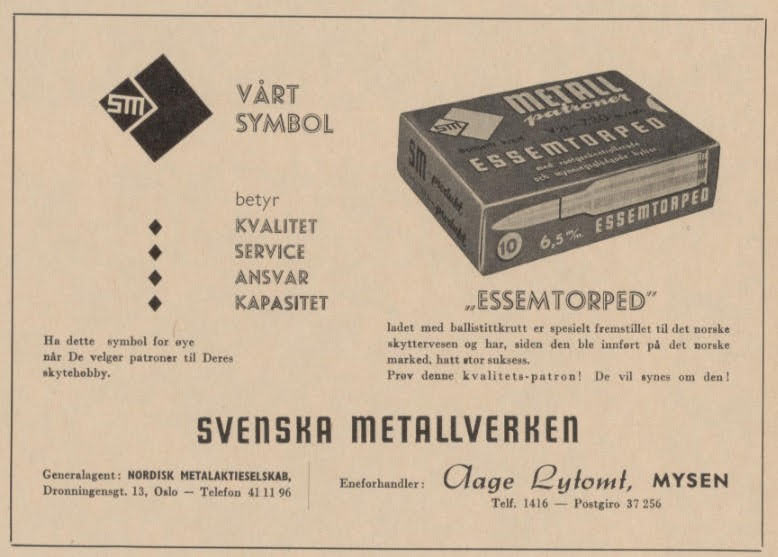 SM
VÅRT
SYMBOL
betyr
KVALITET
SERVICE
ANSVAR
KAPASITET
Ha dette symbol for øye
når De velger patroner til Deres
skytehobby.
SM
METALL
patroner
ESSEMTORPED
SM produkt
10 6,5 m/m ESSEMTORPED
„ESSEMTORPED”
ladet med ballistittkrutt er spesielt fremstillet til det norske
skyttervesen og har, siden den ble innført på det norske
marked, hatt stor suksess.
Prøv denne kvalitets-patron! De vil synes om den!
SVENSKA METALLVERKEN
Generalagent: NORDISK METALAKTIESELSKAB,
Dronningensgt. 13, Oslo — Telefon 41 11 96
Eneforhandler: Aage Lytomt, MYSEN
Telf. 1416 — Postgiro 37 256